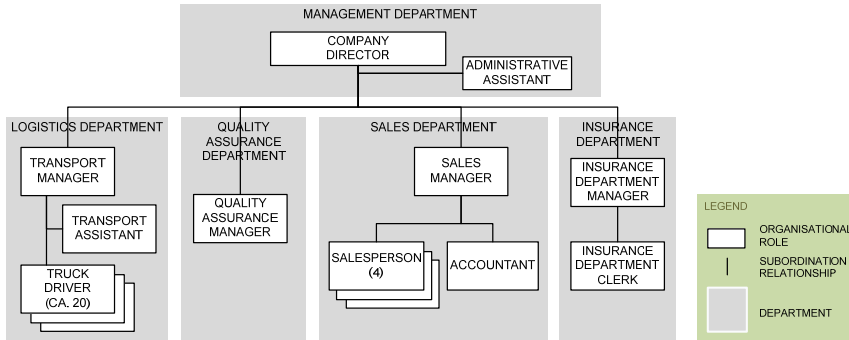 MANAGEMENT DEPARTMENT
COMPANY
DIRECTOR
ADMINISTRATIVE
ASSISTANT
LOGISTICS DEPARTMENT
TRANSPORT
MANAGER
TRANSPORT
ASSISTANT
TRUCK
DRIVER
(CA. 20)
QUALITY
ASSURANCE
DEPARTMENT
QUALITY
ASSURANCE
MANAGER
SALES DEPARTMENT
SALES
MANAGER
SALESPERSON
(4)
ACCOUNTANT
INSURANCE
DEPARTMENT
INSURANCE
DEPARTMENT
MANAGER
INSURANCE
DEPARTMENT
CLERK
LEGEND
ORGANISATIONAL
ROLE
SUBORDINATION
RELATIONSHIP
DEPARTMENT